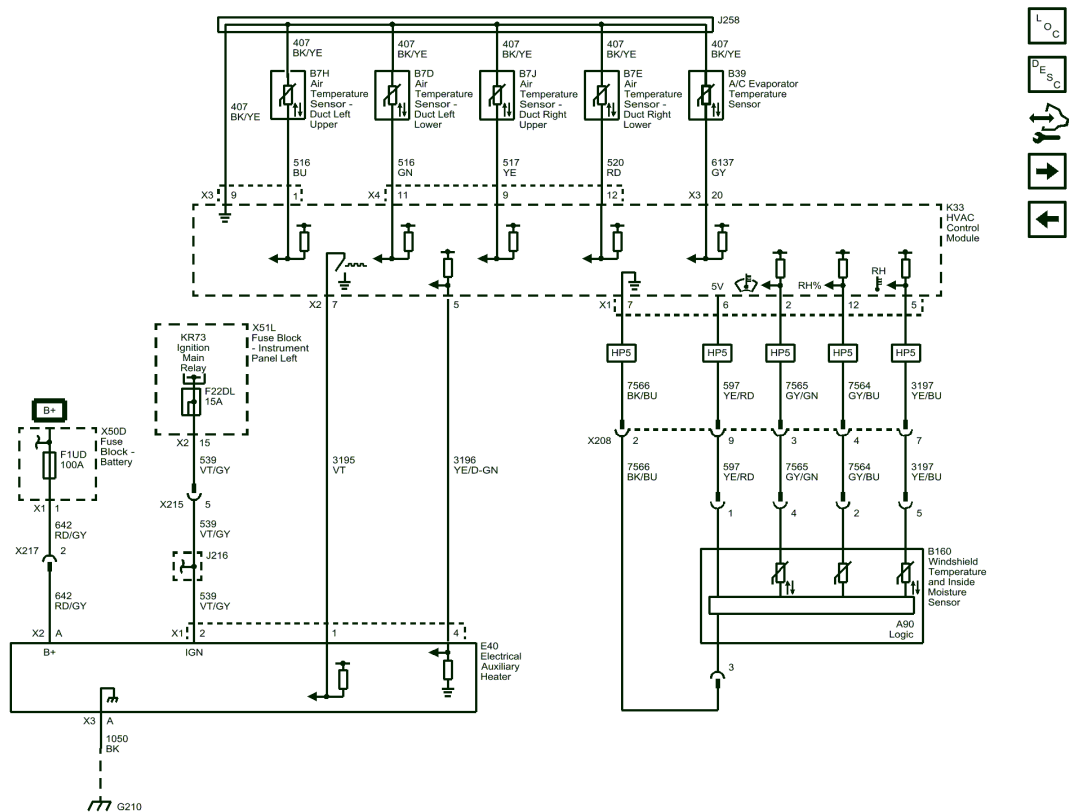 J258
L O C
407 BK/YE
407 BK/YE
407 BK/YE
407 BK/YE
407 BK/YE
407 BK/YE
B7H Air Temperature Sensor - Duct Left Upper
B7D Air Temperature Sensor - Duct Left Lower
B7J Air Temperature Sensor - Duct Right Upper
B7E Air Temperature Sensor - Duct Right Lower
B39 A/C Evaporator Temperature Sensor
D E S C
516 BU
516 GN
517 YE
520 RD
6137 GY
X3 9 1 X4 11 9 12 X3 20
K33 HVAC Control Module
5V
RH%
RH
X2 7 5 X1 7 6 2 12 5
X51L Fuse Block - Instrument Panel Left
KR73 Ignition Main Relay
F22DL 15A
HP5 HP5 HP5 HP5 HP5
7566 BK/BU
597 YE/RD
7565 GY/GN
7564 GY/BU
3197 YE/BU
B+
X50D Fuse Block - Battery
F1UD 100A
X2 15
X208 2 9 3 4 7
539 VT/GY
3195 VT
3196 YE/D-GN
7566 BK/BU
597 YE/RD
7565 GY/GN
7564 GY/BU
3197 YE/BU
X1 1
X215 5
1 4 2 5
642 RD/GY
539 VT/GY
X217 2
J216
B160 Windshield Temperature and Inside Moisture Sensor
642 RD/GY
539 VT/GY
A90 Logic
X2 A X1 2 1 4
B+ IGN
E40 Electrical Auxiliary Heater
3
X3 A
1050 BK
G210